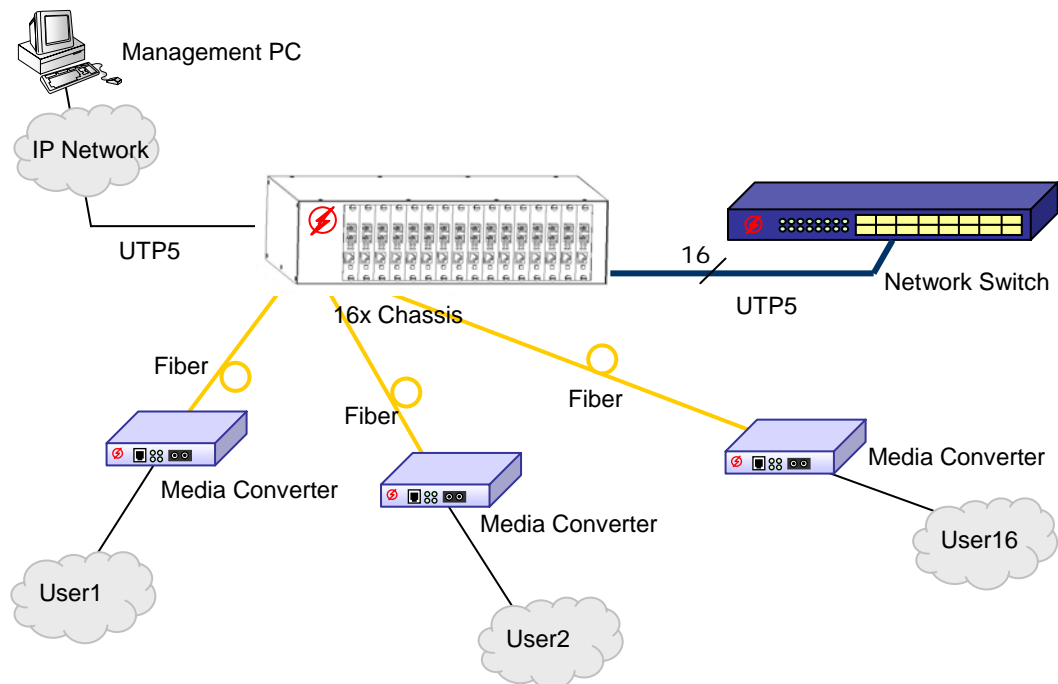 Management PC
IP Network
UTP5
16
UTP5
Network Switch
16x Chassis
Fiber
Fiber
Fiber
Media Converter
Media Converter
Media Converter
User1
User2
User16